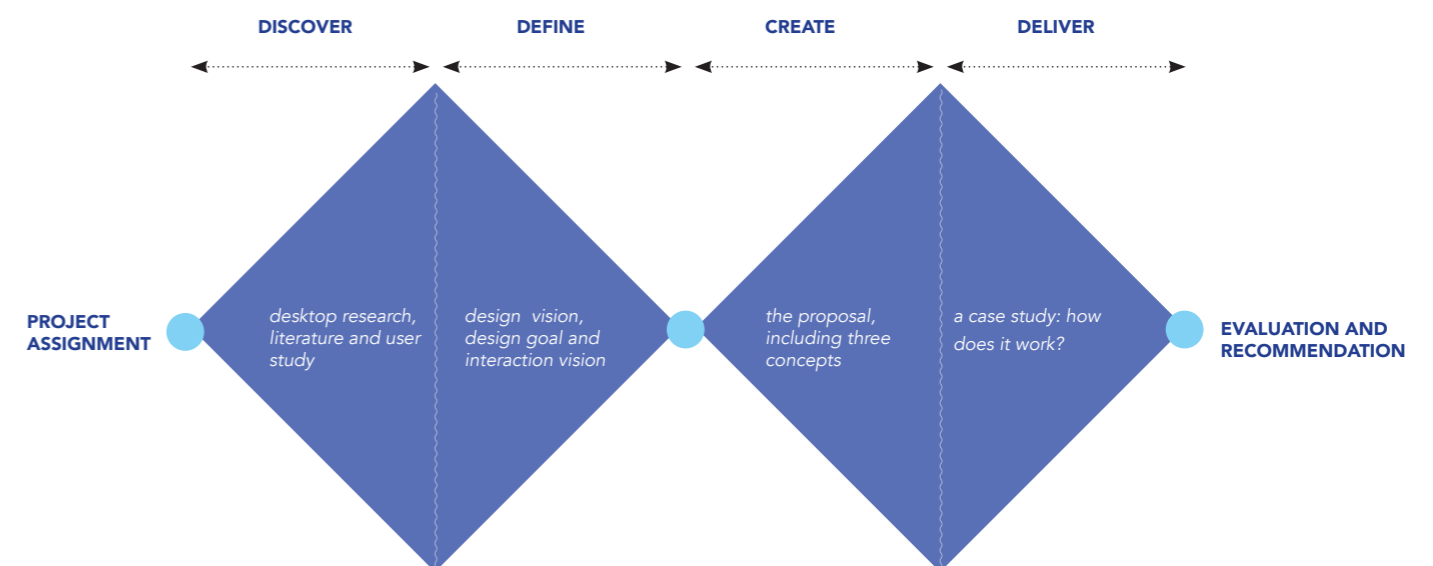 DISCOVER
DEFINE
CREATE
DELIVER
PROJECT
ASSIGNMENT
desktop research,
literature and user
study
design vision,
design goal and
interaction vision
the proposal,
including three
concepts
a case study: how
does it work?
EVALUATION AND
RECOMMENDATION